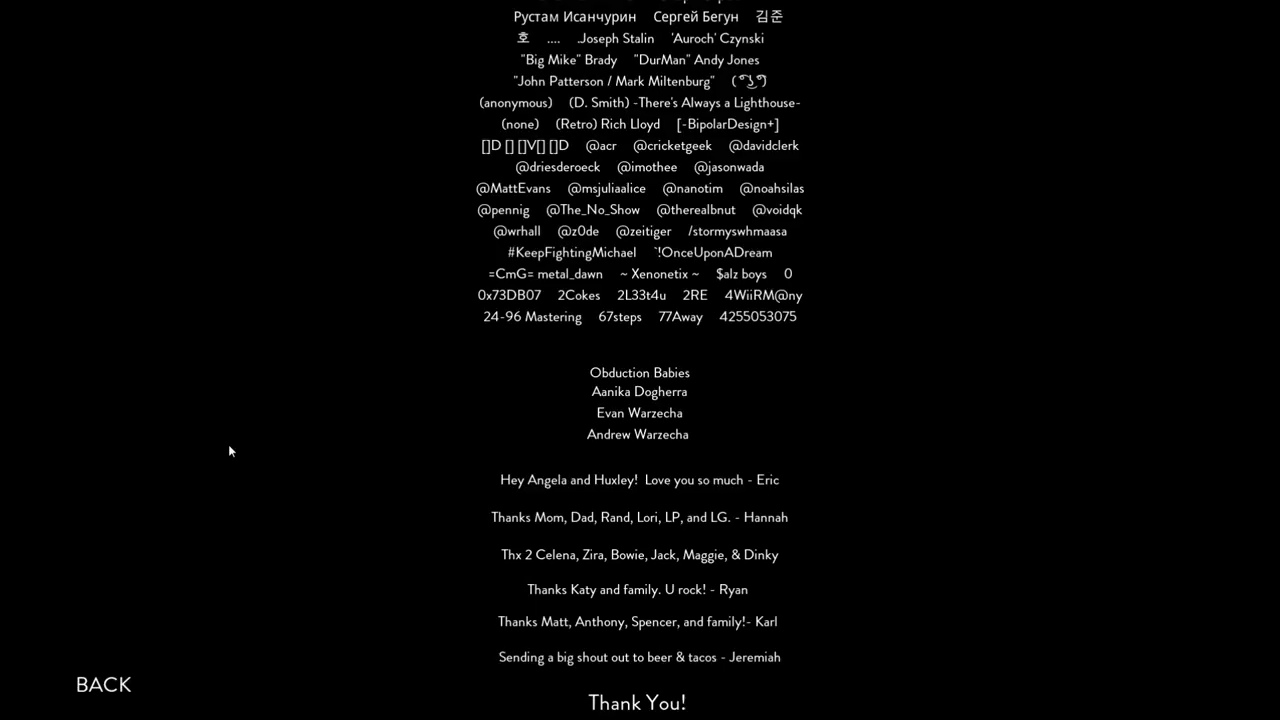 Рустам Исанчурин Сергей Бегун 김준
호 .... .Joseph Stalin 'Auroch' Czynski
"Big Mike" Brady "DurMan" Andy Jones
"John Patterson / Mark Miltenburg" ( ͡° ͜ʖ ͡°)
(anonymous) (D. Smith) -There's Always a Lighthouse-
(none) (Retro) Rich Lloyd [-BipolarDesign+]
[]D [] []V[] []D @acr @cricketgeek @davidclerk
@driesderoeck @imothee @jasonwada
@MattEvans @msjuliaalice @nanotim @noahsilas
@pennig @The_No_Show @therealbnut @voidqk
@wrhall @z0de @zeitiger /stormyswhmaasa
#KeepFightingMichael `!OnceUponADream
=CmG= metal_dawn ~ Xenonetix ~ $alz boys 0
0x73DB07 2Cokes 2L33t4u 2RE 4WiiRM@ny
24-96 Mastering 67steps 77Away 4255053075
Obduction Babies
Aanika Dogherra
Evan Warzecha
Andrew Warzecha
Hey Angela and Huxley! Love you so much - Eric
Thanks Mom, Dad, Rand, Lori, LP, and LG. - Hannah
Thx 2 Celena, Zira, Bowie, Jack, Maggie, & Dinky
Thanks Katy and family. U rock! - Ryan
Thanks Matt, Anthony, Spencer, and family!- Karl
Sending a big shout out to beer & tacos - Jeremiah
BACK
Thank You!